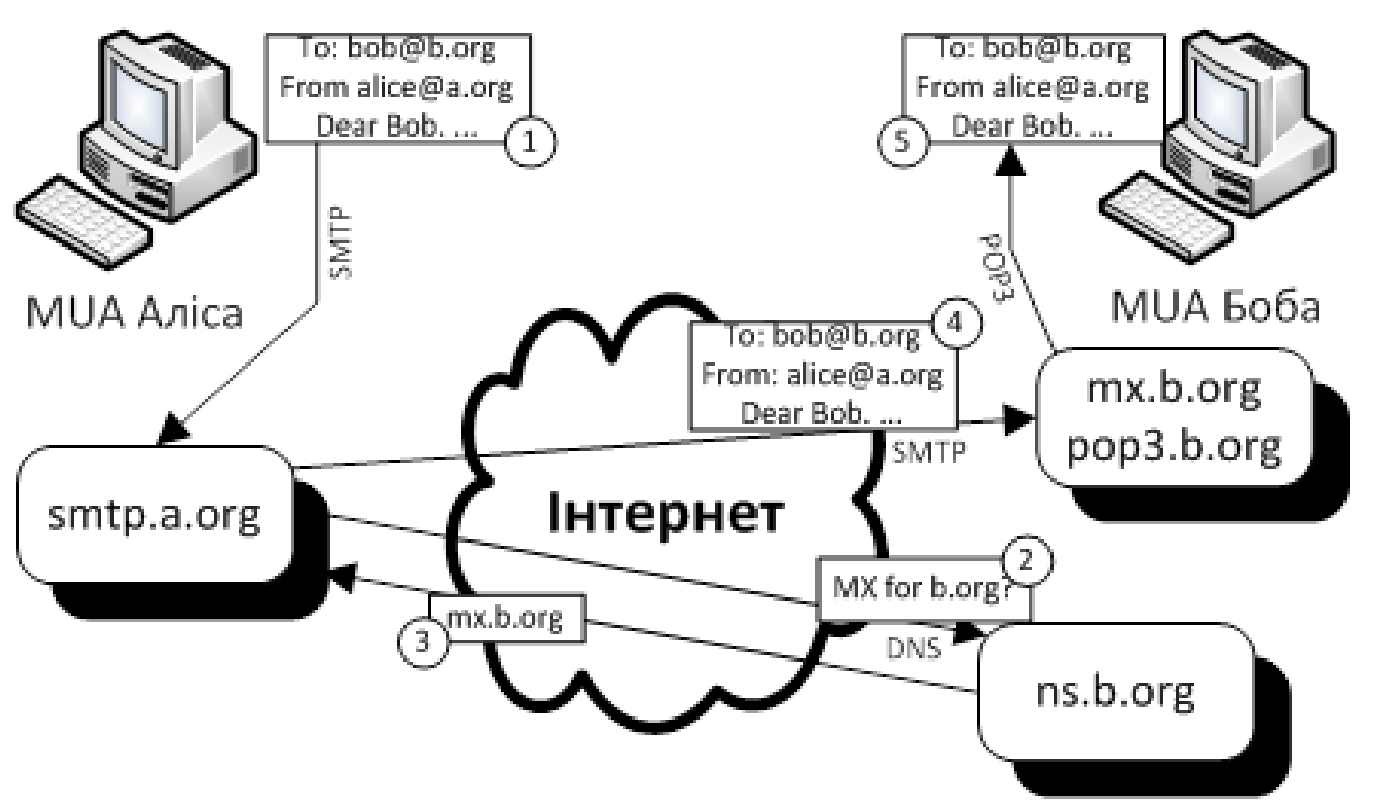 To: bob@b.org
From alice@a.org
Dear Bob. ...
1
SMTP
MUA Аліса
To: bob@b.org
From alice@a.org
Dear Bob. ...
5
POP3
MUA Боба
To: bob@b.org
From: alice@a.org
Dear Bob. ...
4
SMTP
mx.b.org
pop3.b.org
smtp.a.org
Інтернет
MX for b.org?
2
DNS
mx.b.org
3
ns.b.org